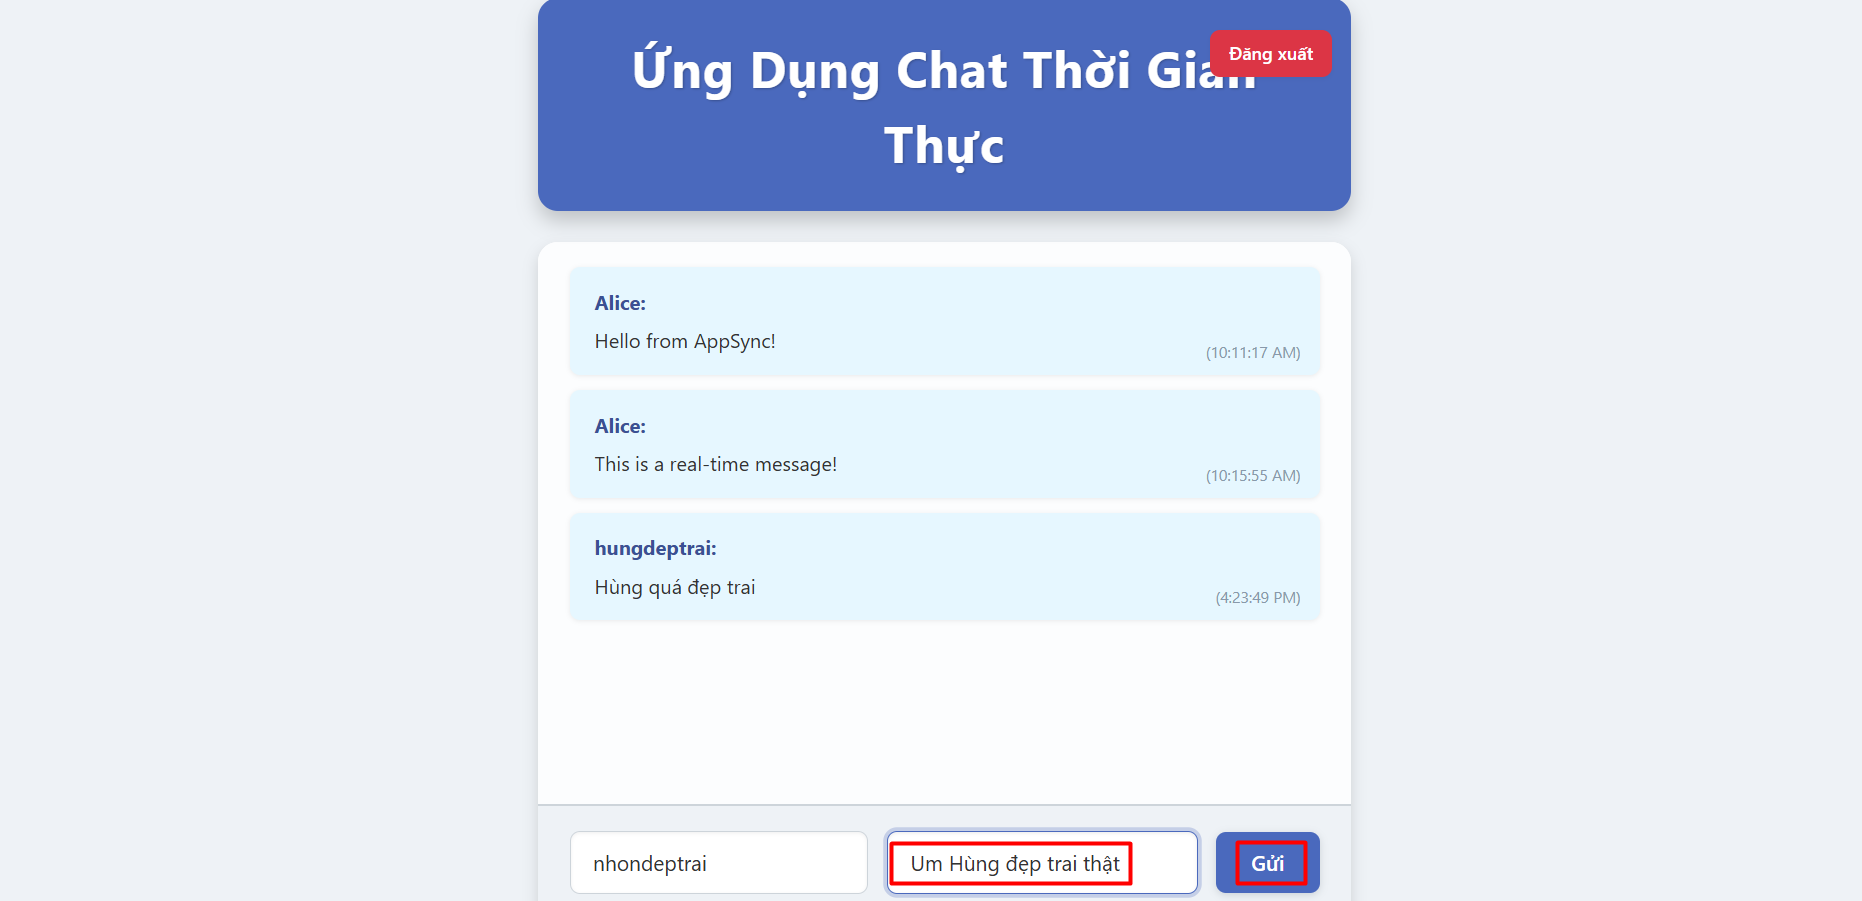 Ứng Dụng Chat Thời Gian
Đăng xuất
Thực
Alice:
Hello from AppSync!
(10:11:17 AM)
Alice:
This is a real-time message!
(10:15:55 AM)
hungdeptrai:
Hùng quá đẹp trai
(4:23:49 PM)
nhondeptrai
Um Hùng đẹp trai thật
Gửi